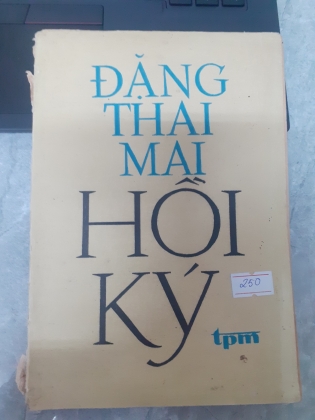 ĐẶNG
THAI
MAI
HỒI
KÝ
250
tpm